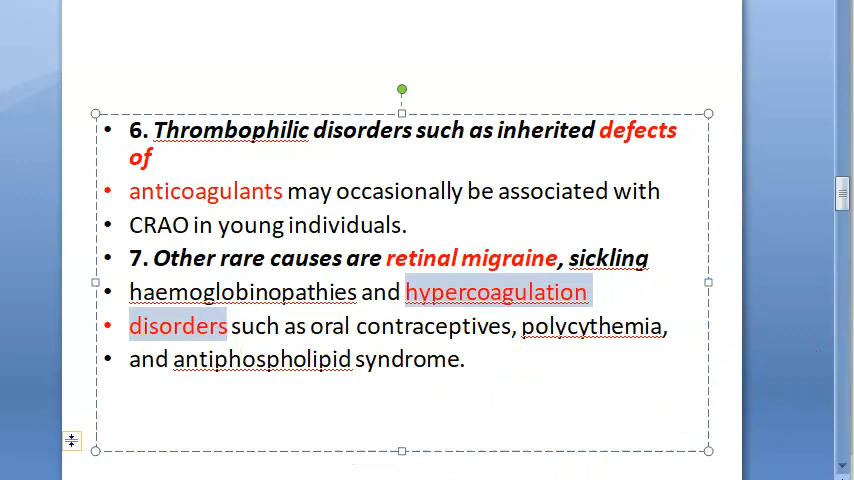 • 6. Thrombophilic disorders such as inherited defects
of
• anticoagulants may occasionally be associated with
• CRAO in young individuals.
• 7. Other rare causes are retinal migraine, sickling
• haemoglobinopathies and hypercoagulation
• disorders such as oral contraceptives, polycythemia,
• and antiphospholipid syndrome.